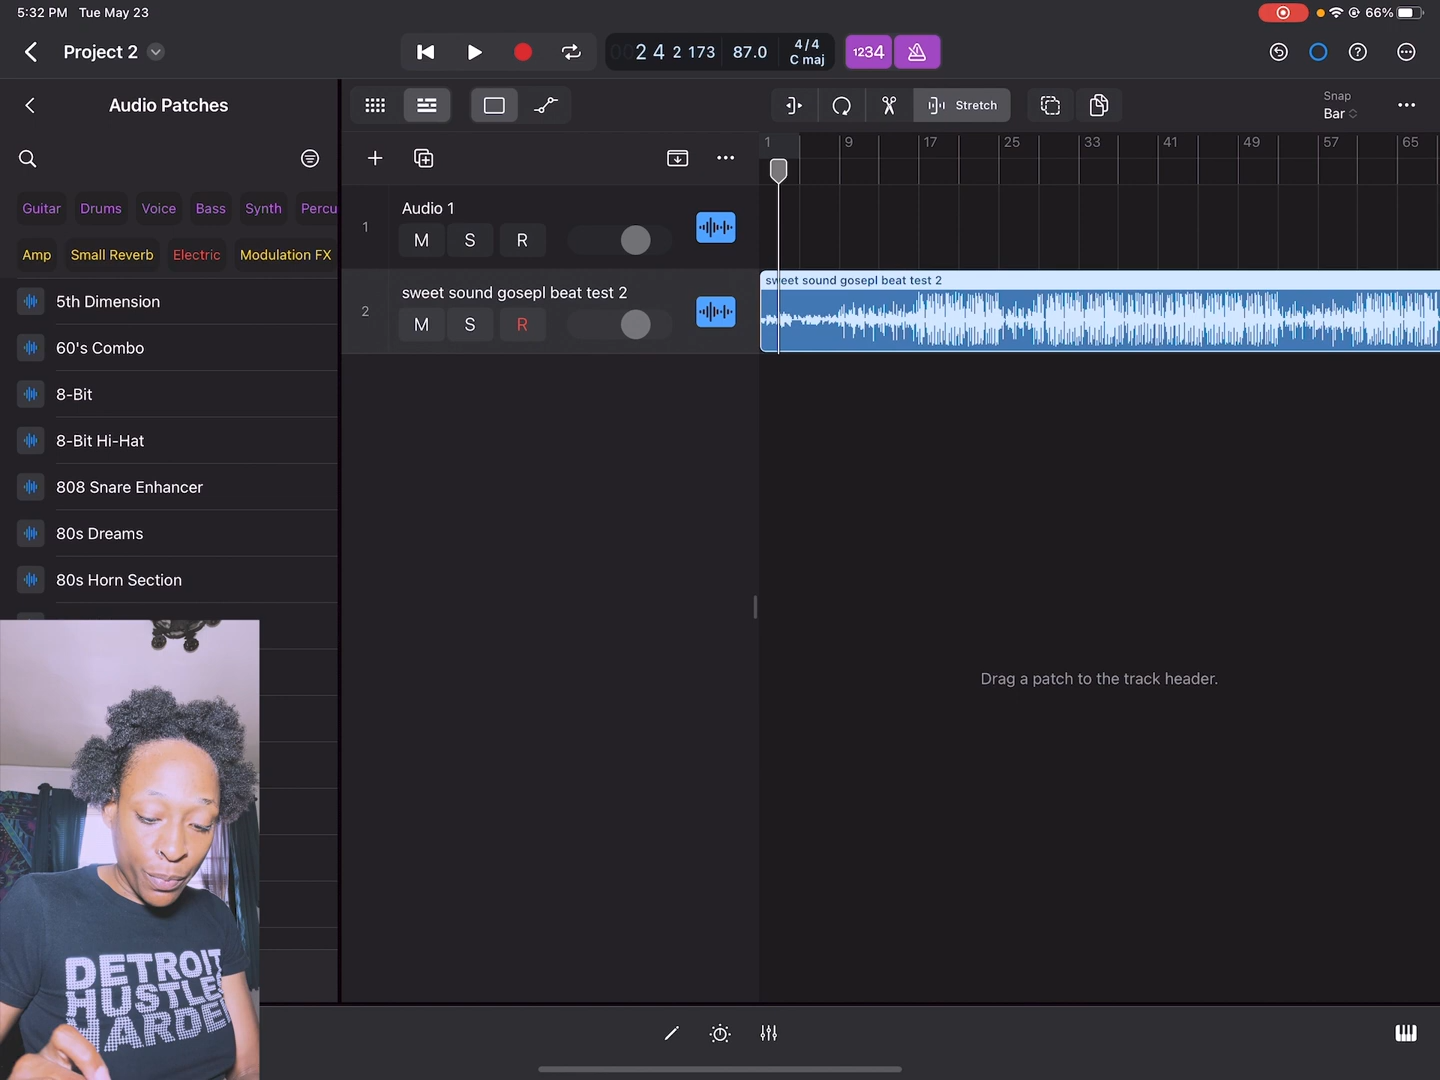 5:32 PM Tue May 23
66%
Project 2
002 4 2 173
87.0
4/4
C maj
1234
Audio Patches
Stretch
Snap
Bar
1 9 17 25 33 41 49 57 65
Guitar Drums Voice Bass Synth Percu
Amp Small Reverb Electric Modulation FX
5th Dimension
60's Combo
8-Bit
8-Bit Hi-Hat
808 Snare Enhancer
80s Dreams
80s Horn Section
1
Audio 1
M S R
2
sweet sound gosepl beat test 2
M S R
sweet sound gosepl beat test 2
Drag a patch to the track header.
DETROIT
HUSTLES
HARDER